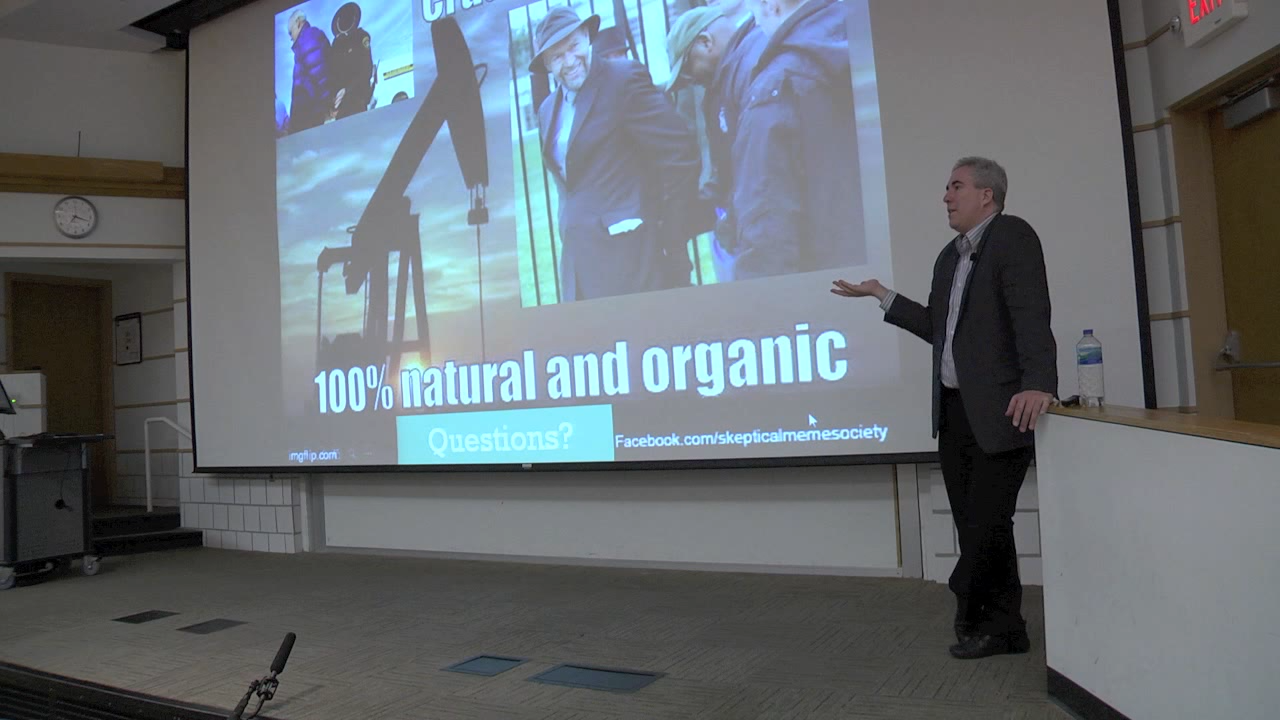 100% natural and organic
Questions?
imgflip.com
Facebook.com/skepticalmemesociety
EXIT